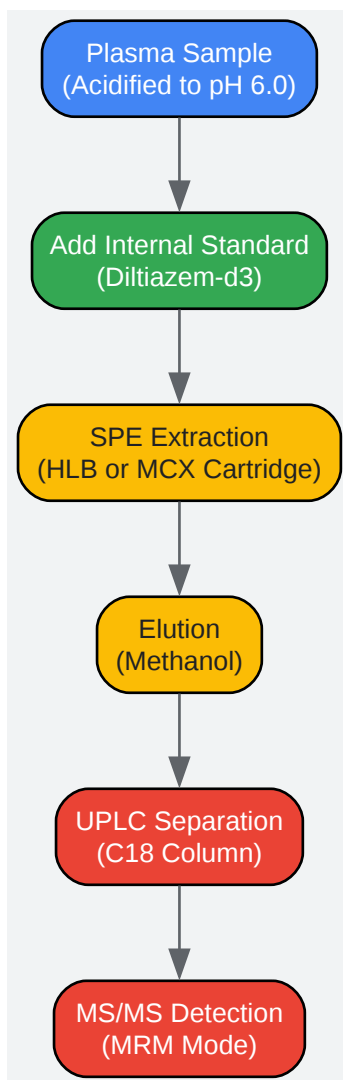 Plasma Sample
(Acidified to pH 6.0)
Add Internal Standard
(Diltiazem-d3)
SPE Extraction
(HLB or MCX Cartridge)
Elution
(Methanol)
UPLC Separation
(C18 Column)
MS/MS Detection
(MRM Mode)